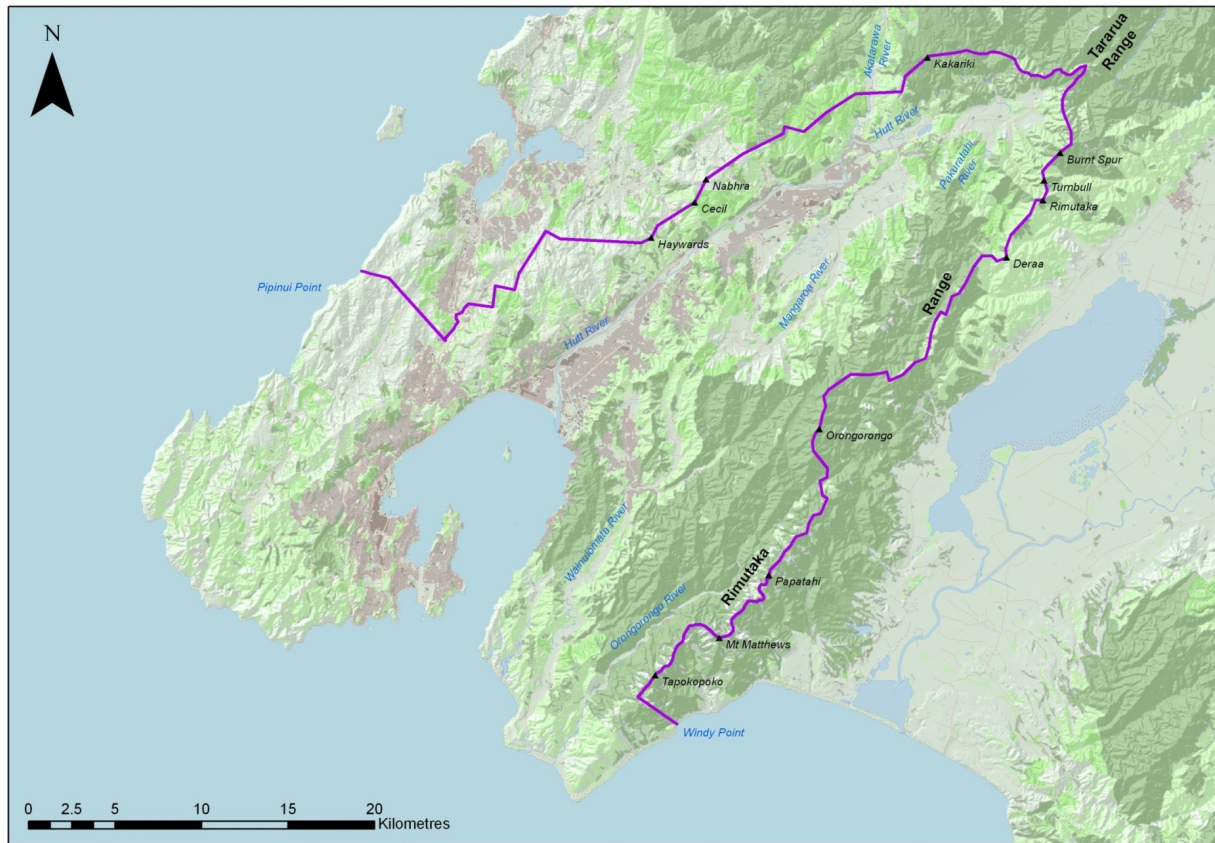 N
Tararua
Range
Akatarawa
River
Kakariki
Hutt River
Burnt Spur
Pakuratahi
River
Turnbull
Nabhra
Rimutaka
Cecil
Haywards
Deraa
Pipinui Point
Mangaroa River
Range
Hutt River
Orongorongo
Wainuiomata River
Papatahi
Rimutaka
Orongorongo River
Mt Matthews
Tapokopoko
Windy Point
0 2.5 5 10 15 20
Kilometres